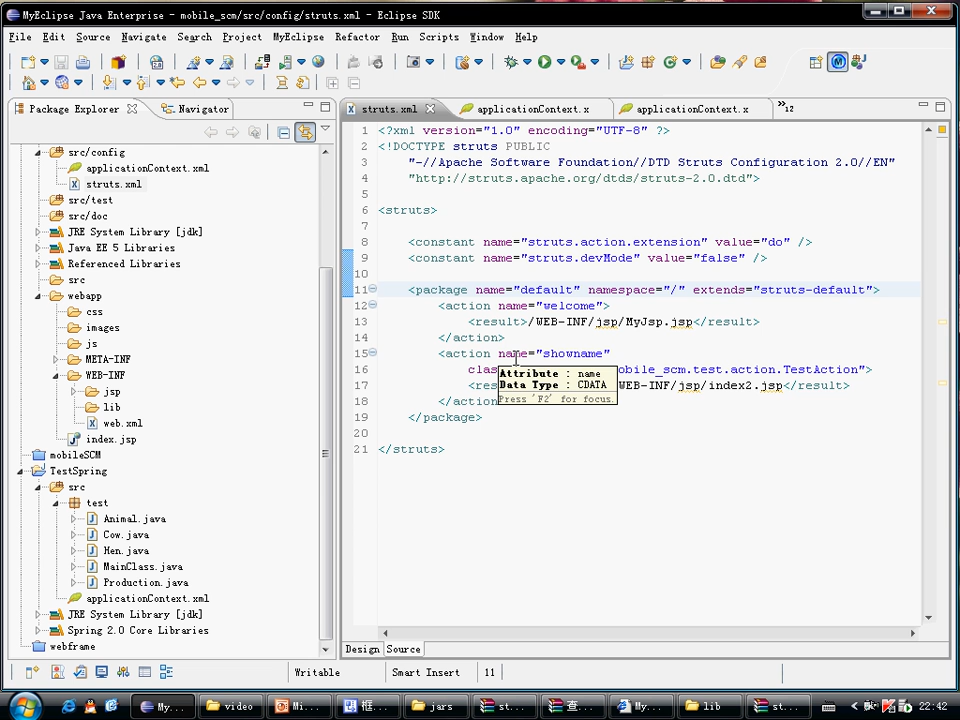 MyEclipse Java Enterprise - mobile_scm/src/config/struts.xml - Eclipse SDK
File Edit Source Navigate Search Project MyEclipse Refactor Run Scripts Window Help
Package Explorer
Navigator
struts.xml
applicationContext.x
applicationContext.x
»12
src/config
applicationContext.xml
struts.xml
src/test
src/doc
JRE System Library [jdk]
Java EE 5 Libraries
Referenced Libraries
src
webapp
css
images
js
META-INF
WEB-INF
jsp
lib
web.xml
index.jsp
mobileSCM
TestSpring
src
test
Animal.java
Cow.java
Hen.java
MainClass.java
Production.java
applicationContext.xml
JRE System Library [jdk]
Spring 2.0 Core Libraries
webframe
1 <?xml version="1.0" encoding="UTF-8" ?>
2 <!DOCTYPE struts PUBLIC
3 "-//Apache Software Foundation//DTD Struts Configuration 2.0//EN"
4 "http://struts.apache.org/dtds/struts-2.0.dtd">
5
6 <struts>
7
8 <constant name="struts.action.extension" value="do" />
9 <constant name="struts.devMode" value="false" />
10
11 <package name="default" namespace="/" extends="struts-default">
12 <action name="welcome">
13 <result>/WEB-INF/jsp/MyJsp.jsp</result>
14 </action>
15 <action name="showname"
16 clas mobile_scm.test.action.TestAction">
17 <res WEB-INF/jsp/index2.jsp</result>
18 </action>
19 </package>
20
21 </struts>
Attribute : name
Data Type : CDATA
Press 'F2' for focus.
Design Source
Writable
Smart Insert
11
My...
video
Mi...
框...
jars
st...
查...
My...
lib
st...
22:42